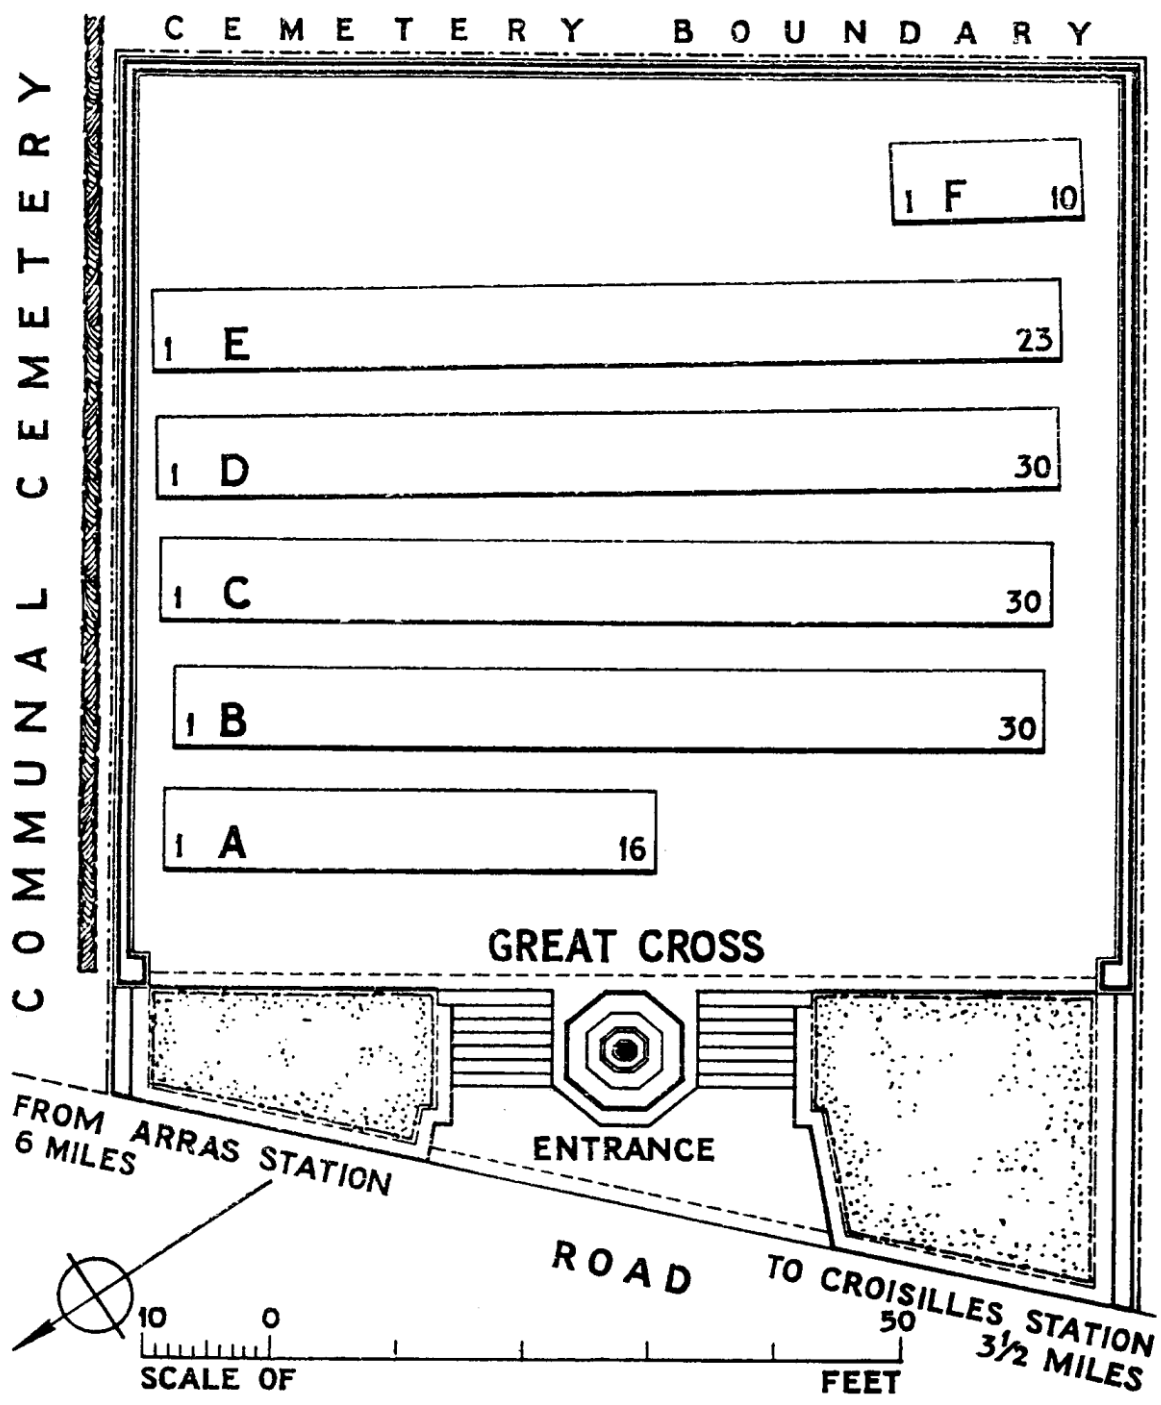 CEMETERY BOUNDARY
COMMUNAL CEMETERY
1 F 10
1 E 23
1 D 30
1 C 30
1 B 30
1 A 16
GREAT CROSS
ENTRANCE
FROM ARRAS STATION
6 MILES
ROAD
TO CROISILLES STATION
3½ MILES
10 0 50
SCALE OF FEET